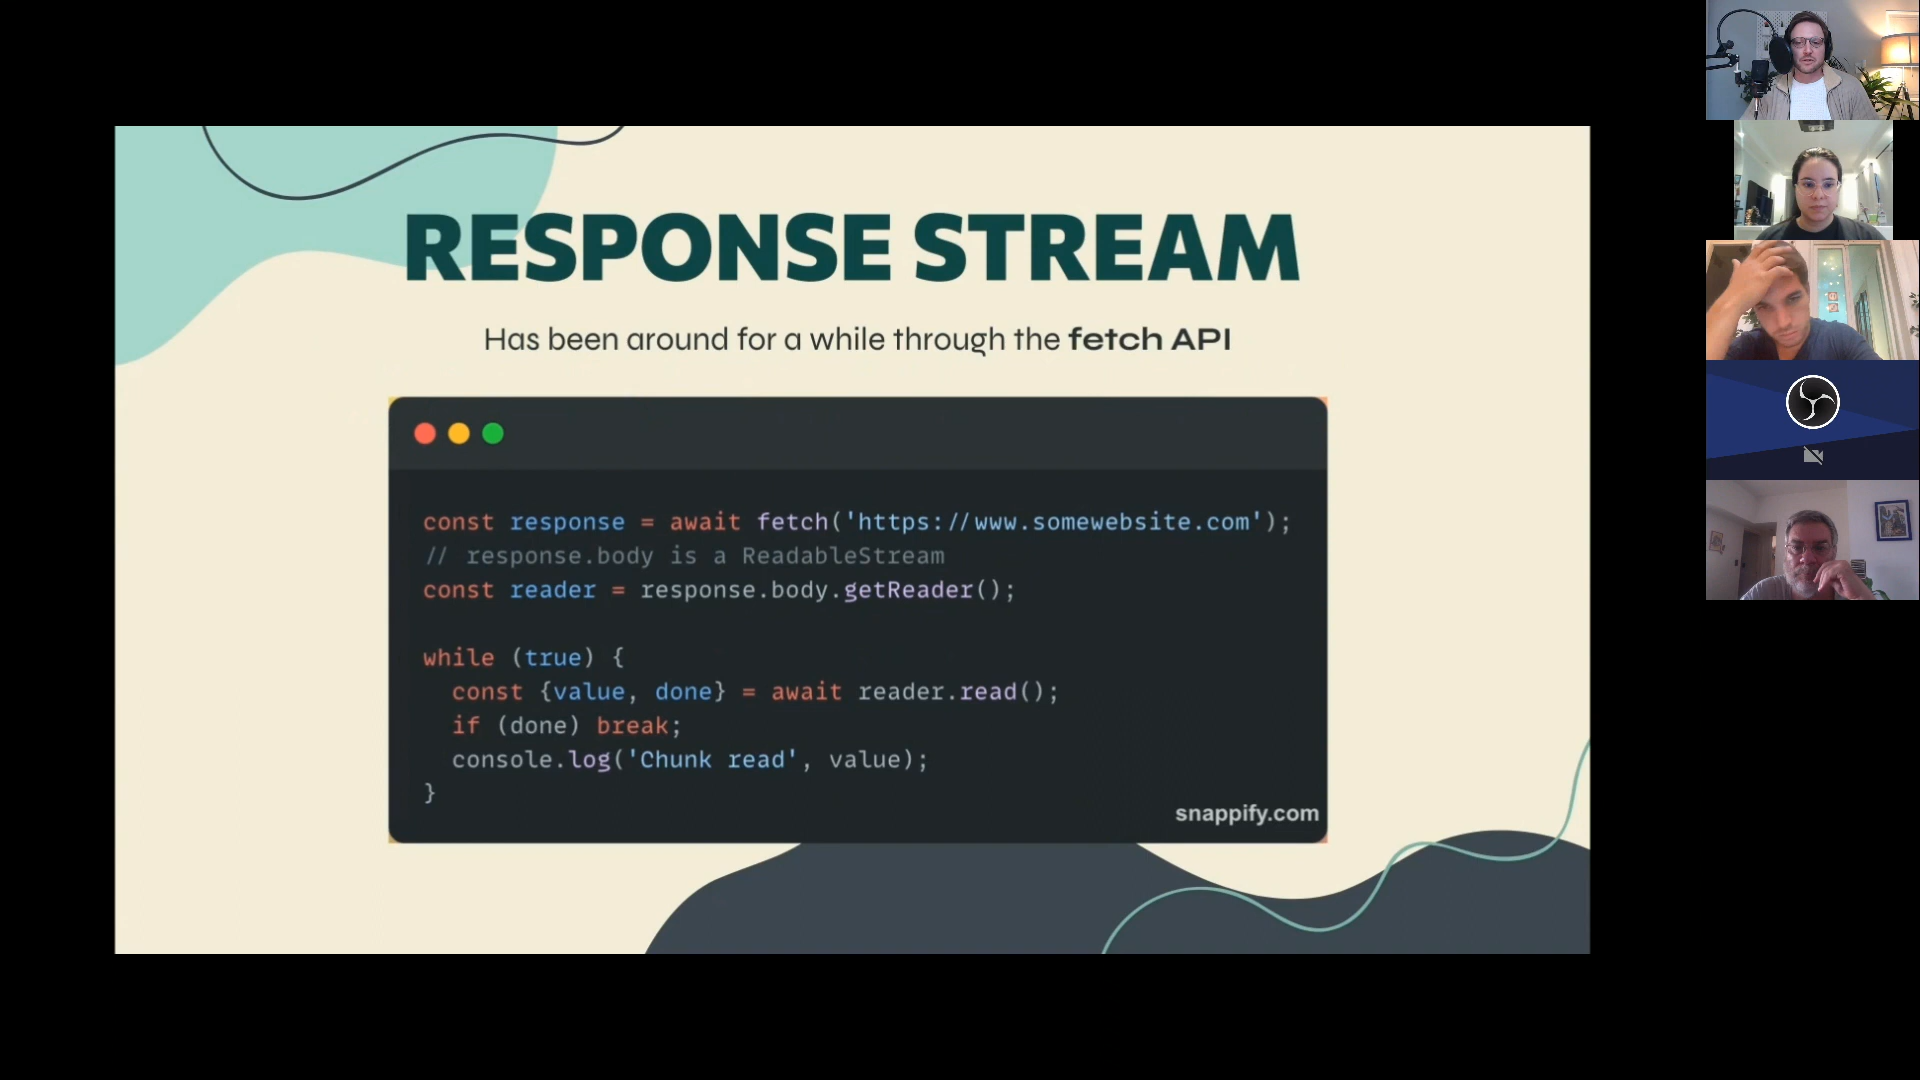 RESPONSE STREAM
Has been around for a while through the fetch API
const response = await fetch('https://www.somewebsite.com');
// response.body is a ReadableStream
const reader = response.body.getReader();
while (true) {
  const {value, done} = await reader.read();
  if (done) break;
  console.log('Chunk read', value);
}
snappify.com